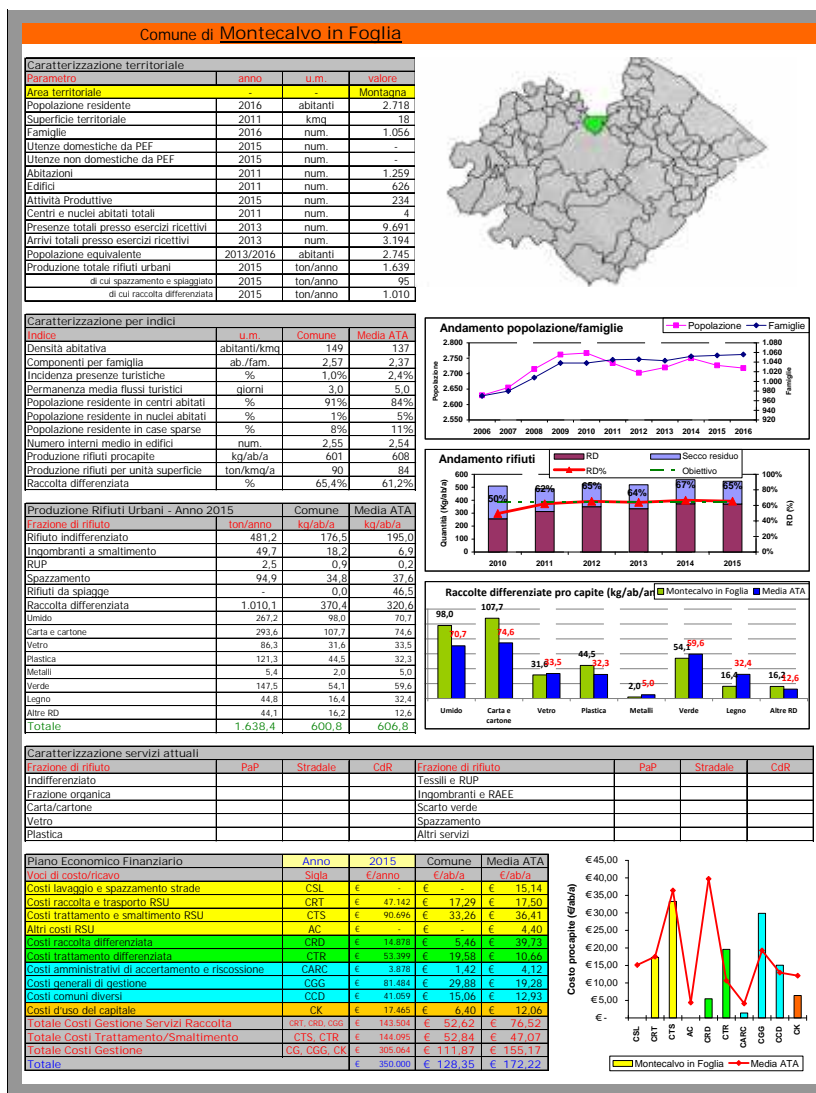 Comune di Montecalvo in Foglia
Caratterizzazione territoriale
Parametro anno u.m. valore
Area territoriale - - Montagna
Popolazione residente 2016 abitanti 2.718
Superficie territoriale 2011 kmq 18
Famiglie 2016 num. 1.056
Utenze domestiche da PEF 2015 num. -
Utenze non domestiche da PEF 2015 num. -
Abitazioni 2011 num. 1.259
Edifici 2011 num. 626
Attività Produttive 2015 num. 234
Centri e nuclei abitati totali 2011 num. 4
Presenze totali presso esercizi ricettivi 2013 num. 9.691
Arrivi totali presso esercizi ricettivi 2013 num. 3.194
Popolazione equivalente 2013/2016 abitanti 2.745
Produzione totale rifiuti urbani 2015 ton/anno 1.639
di cui spazzamento e spiaggiato 2015 ton/anno 95
di cui raccolta differenziata 2015 ton/anno 1.010
Caratterizzazione per indici
Indice u.m. Comune Media ATA
Densità abitativa abitanti/kmq 149 137
Componenti per famiglia ab./fam. 2,57 2,37
Incidenza presenze turistiche % 1,0% 2,4%
Permanenza media flussi turistici giorni 3,0 5,0
Popolazione residente in centri abitati % 91% 84%
Popolazione residente in nuclei abitati % 1% 5%
Popolazione residente in case sparse % 8% 11%
Numero interni medio in edifici num. 2,55 2,54
Produzione rifiuti procapite kg/ab/a 601 608
Produzione rifiuti per unità superficie ton/kmq/a 90 84
Raccolta differenziata % 65,4% 61,2%
Andamento popolazione/famiglie
Popolazione Famiglie
2.800
2.750
2.700
2.650
2.600
2.550
Popolazione
1.080
1.060
1.040
1.020
1.000
980
960
940
920
Famiglie
2006 2007 2008 2009 2010 2011 2012 2013 2014 2015 2016
Andamento rifiuti
RD Secco residuo
RD% Obiettivo
600
500
400
300
200
100
0
Quantità (Kg/ab/a)
50% 62% 65% 64% 67% 65%
100%
80%
60%
40%
20%
0%
RD (%)
2010 2011 2012 2013 2014 2015
Produzione Rifiuti Urbani - Anno 2015 Comune Media ATA
Frazione di rifiuto ton/anno kg/ab/a kg/ab/a
Rifiuto indifferenziato 481,2 176,5 195,0
Ingombranti a smaltimento 49,7 18,2 6,9
RUP 2,5 0,9 0,2
Spazzamento 94,9 34,8 37,6
Rifiuti da spiagge - 0,0 46,5
Raccolta differenziata 1.010,1 370,4 320,6
Umido 267,2 98,0 70,7
Carta e cartone 293,6 107,7 74,6
Vetro 86,3 31,6 33,5
Plastica 121,3 44,5 32,3
Metalli 5,4 2,0 5,0
Verde 147,5 54,1 59,6
Legno 44,8 16,4 32,4
Altre RD 44,1 16,2 12,6
Totale 1.638,4 600,8 606,8
Raccolte differenziate pro capite (kg/ab/an
Montecalvo in Foglia Media ATA
98,0 70,7 107,7 74,6 31,6 33,5 44,5 32,3 2,0 5,0 54,1 59,6 16,4 32,4 16,2 12,6
Umido Carta e cartone Vetro Plastica Metalli Verde Legno Altre RD
Caratterizzazione servizi attuali
Frazione di rifiuto PaP Stradale CdR Frazione di rifiuto PaP Stradale CdR
Indifferenziato Tessili e RUP
Frazione organica Ingombranti e RAEE
Carta/cartone Scarto verde
Vetro Spazzamento
Plastica Altri servizi
Piano Economico Finanziario Anno 2015 Comune Media ATA
Voci di costo/ricavo Sigla €/anno €/ab/a €/ab/a
Costi lavaggio e spazzamento strade CSL € - € - € 15,14
Costi raccolta e trasporto RSU CRT € 47.142 € 17,29 € 17,50
Costi trattamento e smaltimento RSU CTS € 90.696 € 33,26 € 36,41
Altri costi RSU AC € - € - € 4,40
Costi raccolta differenziata CRD € 14.878 € 5,46 € 39,73
Costi trattamento differenziata CTR € 53.399 € 19,58 € 10,66
Costi amministrativi di accertamento e riscossione CARC € 3.878 € 1,42 € 4,12
Costi generali di gestione CGG € 81.484 € 29,88 € 19,28
Costi comuni diversi CCD € 41.059 € 15,06 € 12,93
Costi d'uso del capitale CK € 17.465 € 6,40 € 12,06
Totale Costi Gestione Servizi Raccolta CRT, CRD, CGG € 143.504 € 52,62 € 76,52
Totale Costi Trattamento/Smaltimento CTS, CTR € 144.095 € 52,84 € 47,07
Totale Costi Gestione CG, CGG, CK € 305.064 € 111,87 € 155,17
Totale € 350.000 € 128,35 € 172,22
€45,00
€40,00
€35,00
€30,00
€25,00
€20,00
€15,00
€10,00
€5,00
€-
Costo procapite (€/ab/a)
CSL CRT CTS AC CRD CTR CARC CGG CCD CK
Montecalvo in Foglia Media ATA